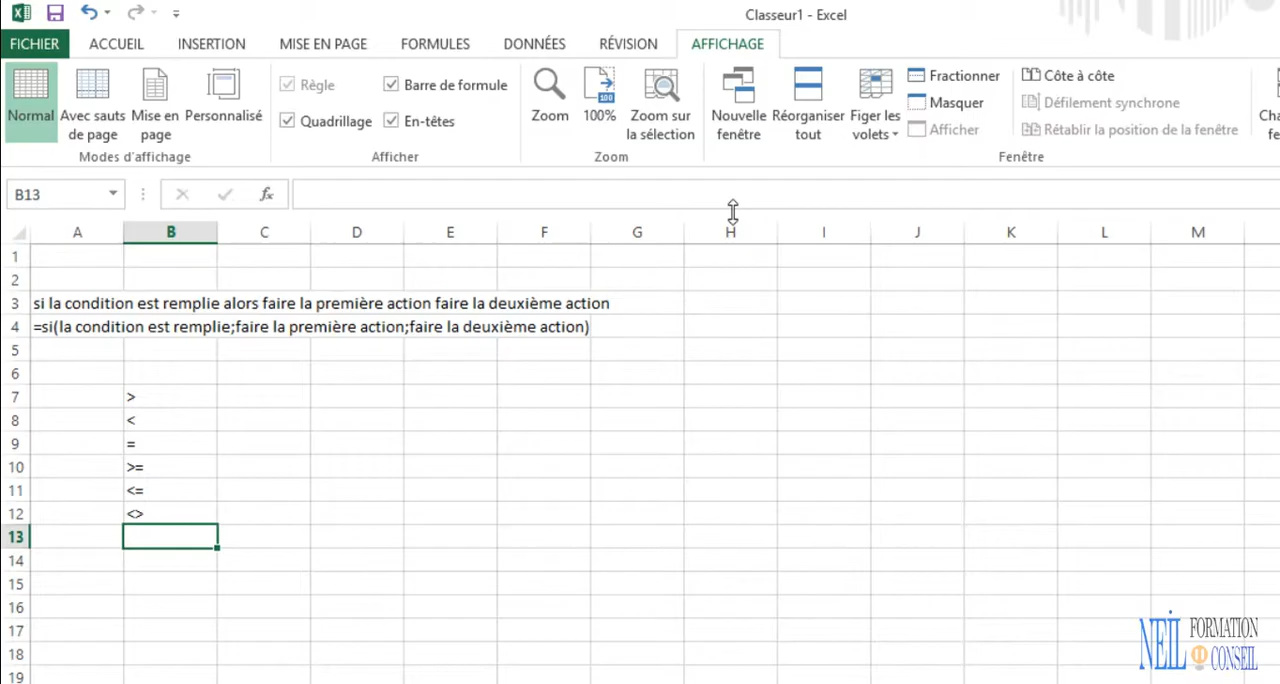 Classeur1 - Excel
FICHIER ACCUEIL INSERTION MISE EN PAGE FORMULES DONNÉES RÉVISION AFFICHAGE
Normal Avec sauts de page Mise en page Personnalisé
Modes d'affichage
Règle Barre de formule
Quadrillage En-têtes
Afficher
Zoom 100% Zoom sur la sélection
Zoom
Nouvelle fenêtre Réorganiser tout Figer les volets
Fractionner
Masquer
Afficher
Côte à côte
Défilement synchrone
Rétablir la position de la fenêtre
Fenêtre
B13 fx
A B C D E F G H I J K L M
1
2
3 si la condition est remplie alors faire la première action faire la deuxième action
4 =si(la condition est remplie;faire la première action;faire la deuxième action)
5
6
7 >
8 <
9 =
10 >=
11 <=
12 <>
13
14
15
16
17
18
19
NEIL FORMATION CONSEIL